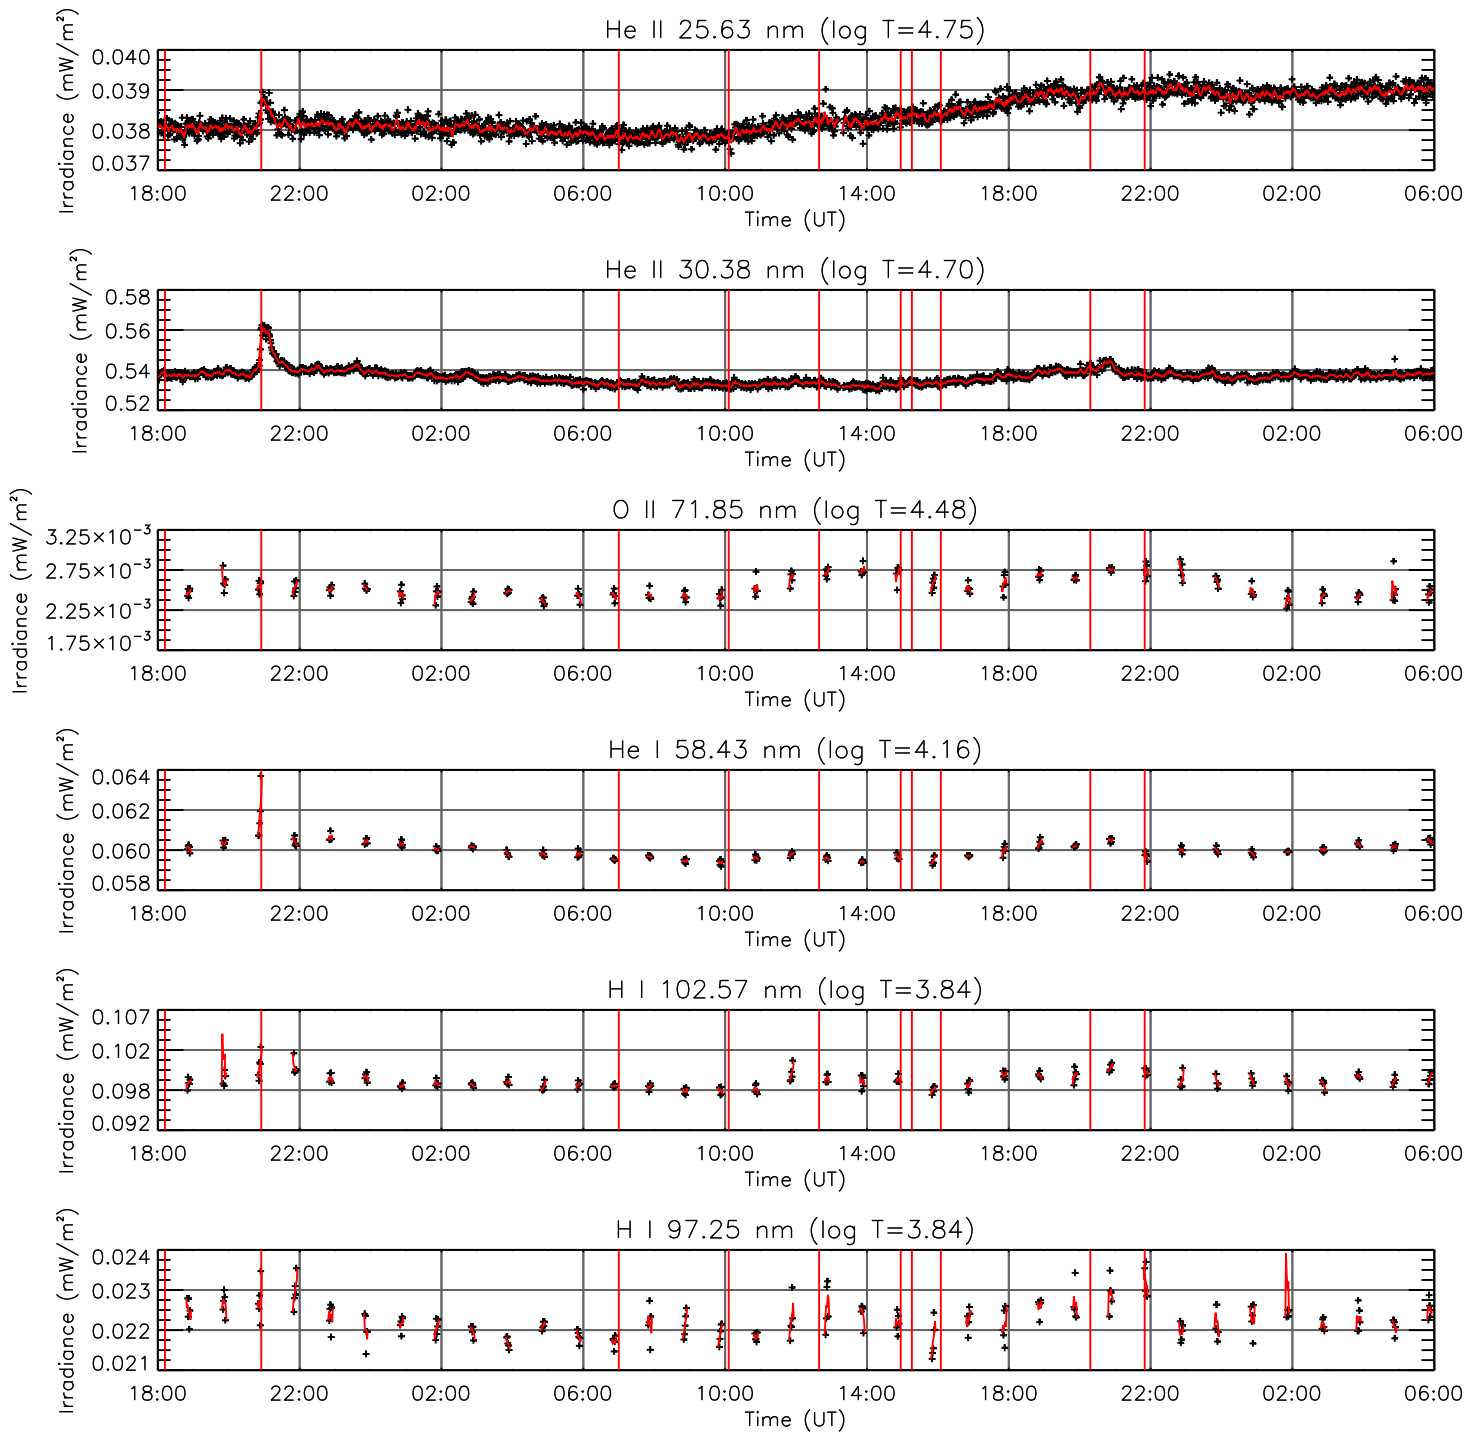 He II 25.63 nm (log T=4.75)
Irradiance (mW/m²)
0.040
0.039
0.038
0.037
18:00 22:00 02:00 06:00 10:00 14:00 18:00 22:00 02:00 06:00
Time (UT)
He II 30.38 nm (log T=4.70)
Irradiance (mW/m²)
0.58
0.56
0.54
0.52
18:00 22:00 02:00 06:00 10:00 14:00 18:00 22:00 02:00 06:00
Time (UT)
O II 71.85 nm (log T=4.48)
Irradiance (mW/m²)
3.25×10⁻³
2.75×10⁻³
2.25×10⁻³
1.75×10⁻³
18:00 22:00 02:00 06:00 10:00 14:00 18:00 22:00 02:00 06:00
Time (UT)
He I 58.43 nm (log T=4.16)
Irradiance (mW/m²)
0.064
0.062
0.060
0.058
18:00 22:00 02:00 06:00 10:00 14:00 18:00 22:00 02:00 06:00
Time (UT)
H I 102.57 nm (log T=3.84)
Irradiance (mW/m²)
0.107
0.102
0.098
0.092
18:00 22:00 02:00 06:00 10:00 14:00 18:00 22:00 02:00 06:00
Time (UT)
H I 97.25 nm (log T=3.84)
Irradiance (mW/m²)
0.024
0.023
0.022
0.021
18:00 22:00 02:00 06:00 10:00 14:00 18:00 22:00 02:00 06:00
Time (UT)